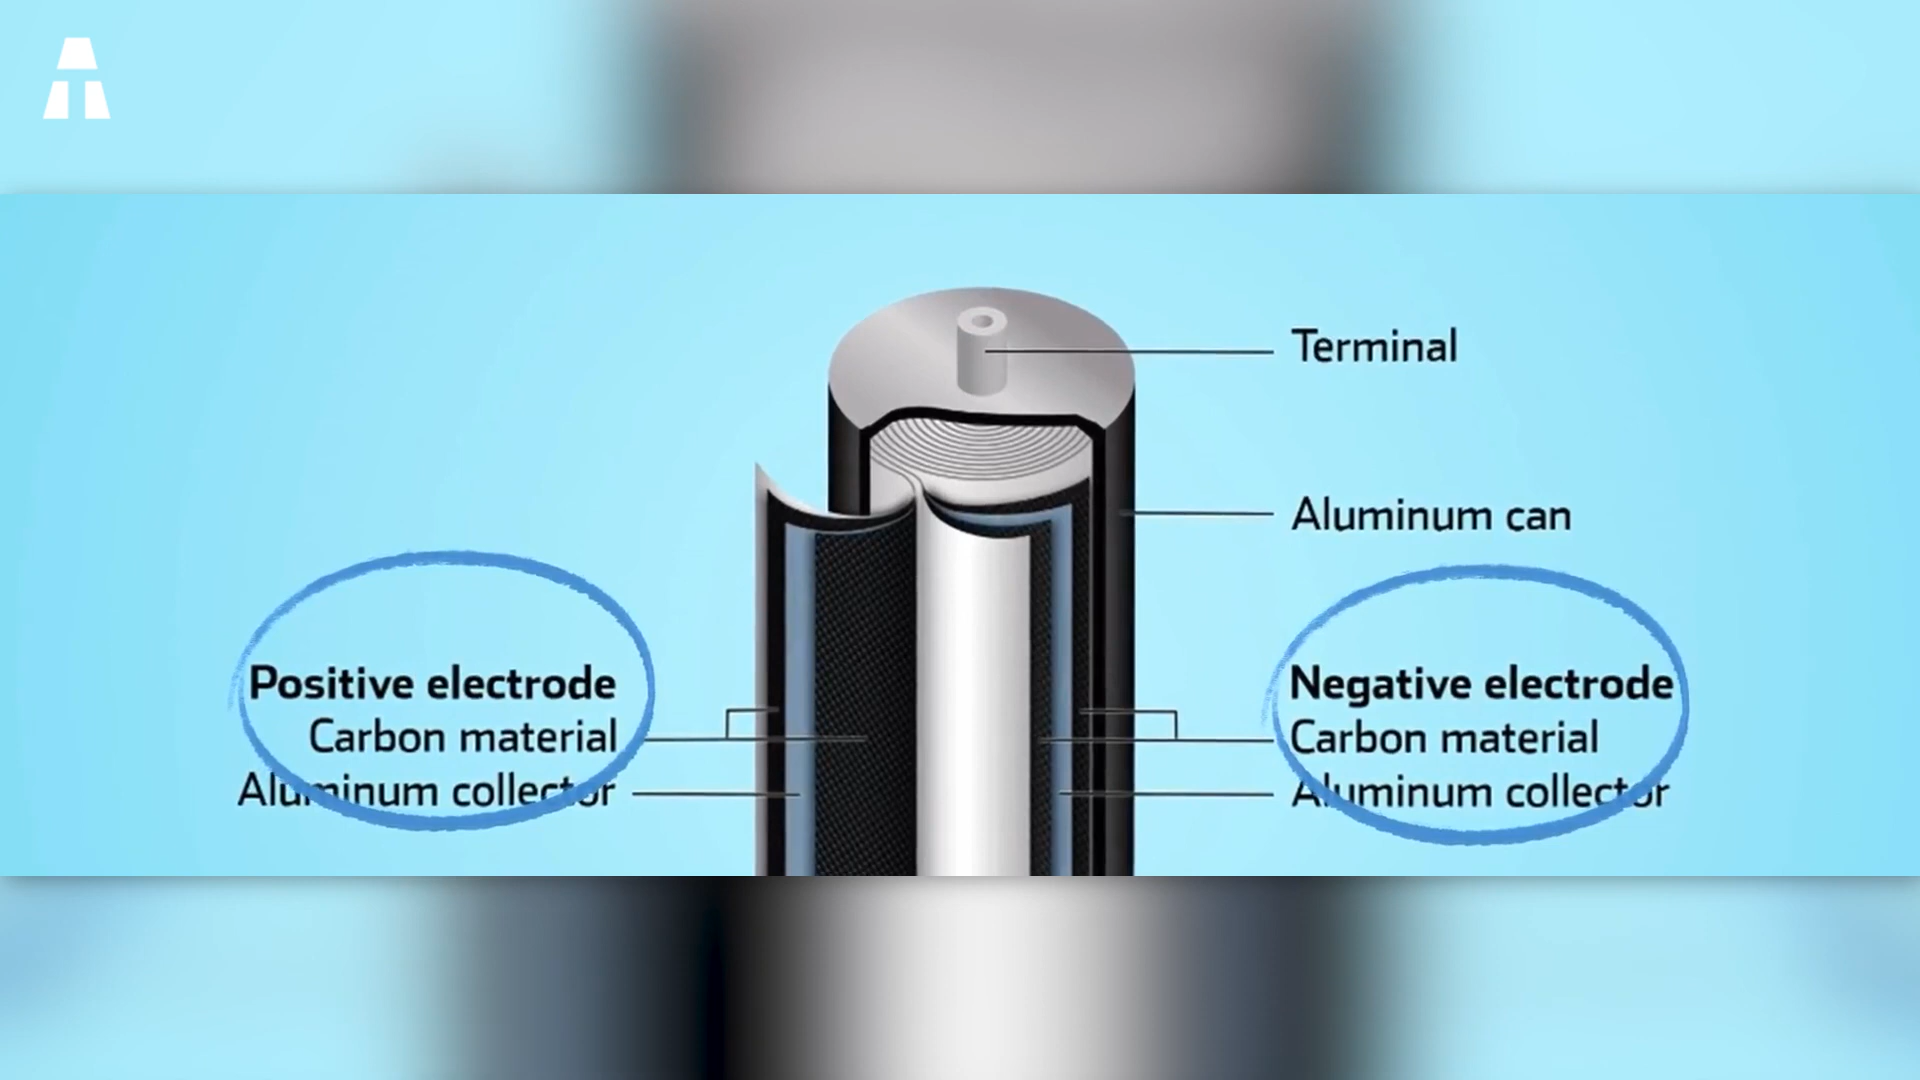 Terminal
Aluminum can
Positive electrode
Carbon material
Aluminum collector
Negative electrode
Carbon material
Aluminum collector